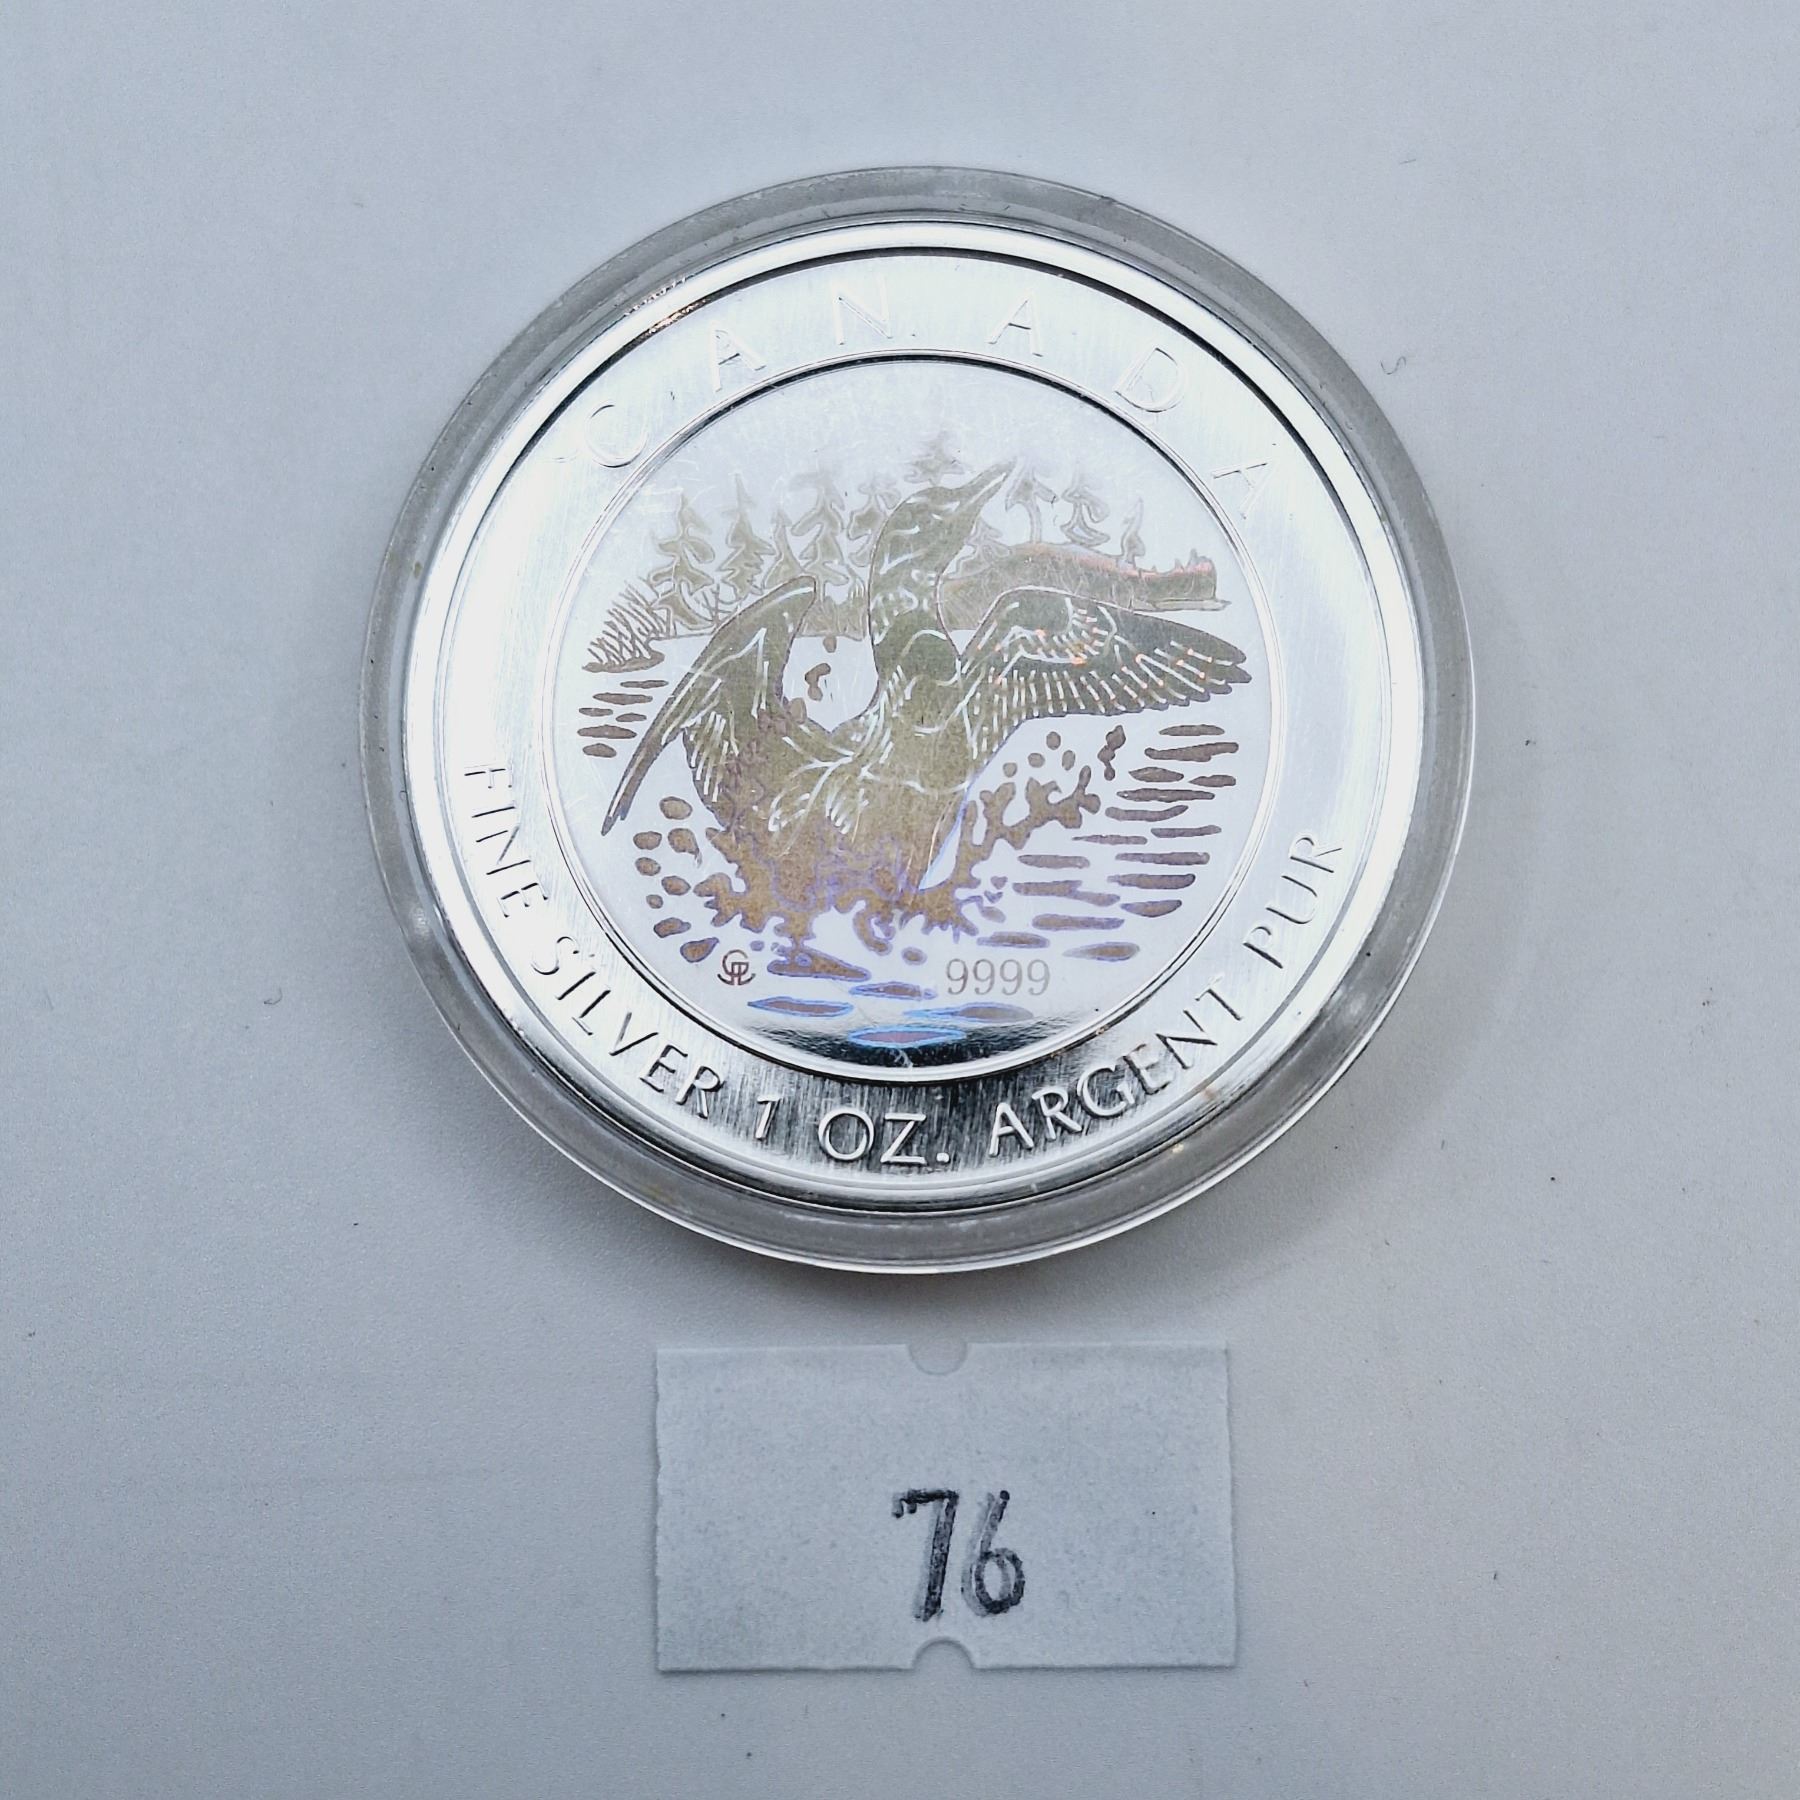 CANADA
9999
FINE SILVER 1 OZ. ARGENT PUR
76